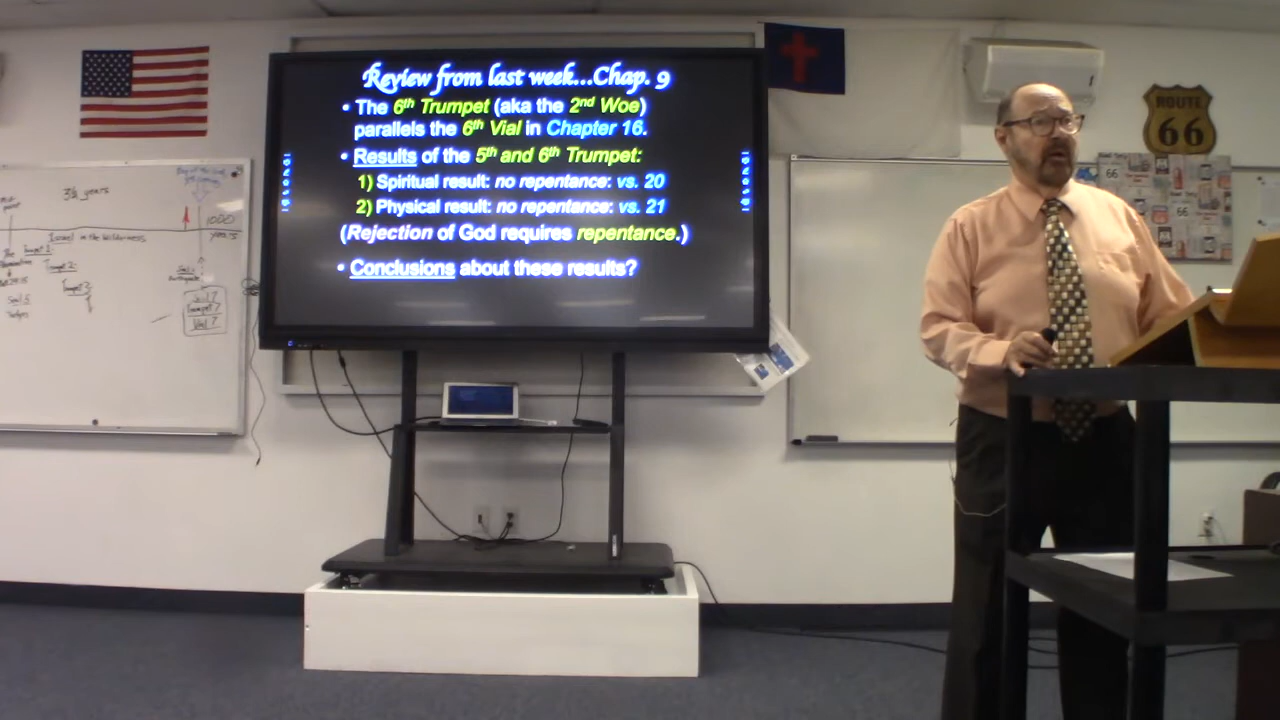 Review from last week...Chap. 9
• The 6th Trumpet (aka the 2nd Woe)
parallels the 6th Vial in Chapter 16.
• Results of the 5th and 6th Trumpet:
1) Spiritual result: no repentance: vs. 20
2) Physical result: no repentance: vs. 21
(Rejection of God requires repentance.)
• Conclusions about these results?
3½ years
1000
years
Israel in the Wilderness
Trumpet 1
Trumpet 2
Trumpet 3
Seal 7
Trumpet 7
Vial 7
ROUTE
66
66
66